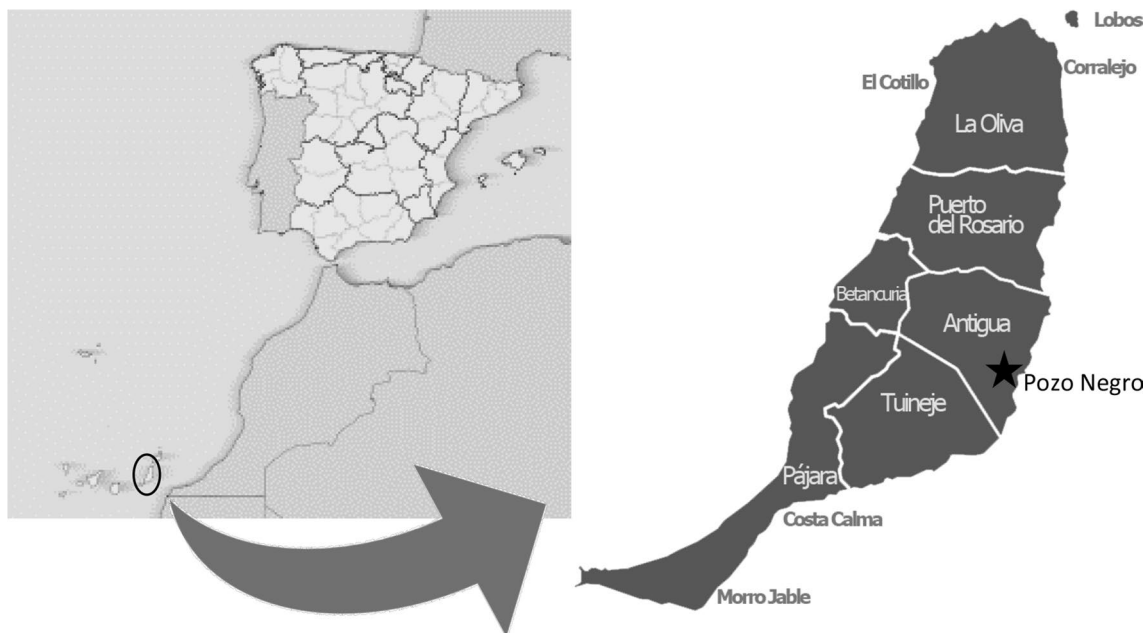 Lobos
Corralejo
El Cotillo
La Oliva
Puerto
del Rosario
Betancuria
Antigua
Pozo Negro
Tuineje
Pájara
Costa Calma
Morro Jable